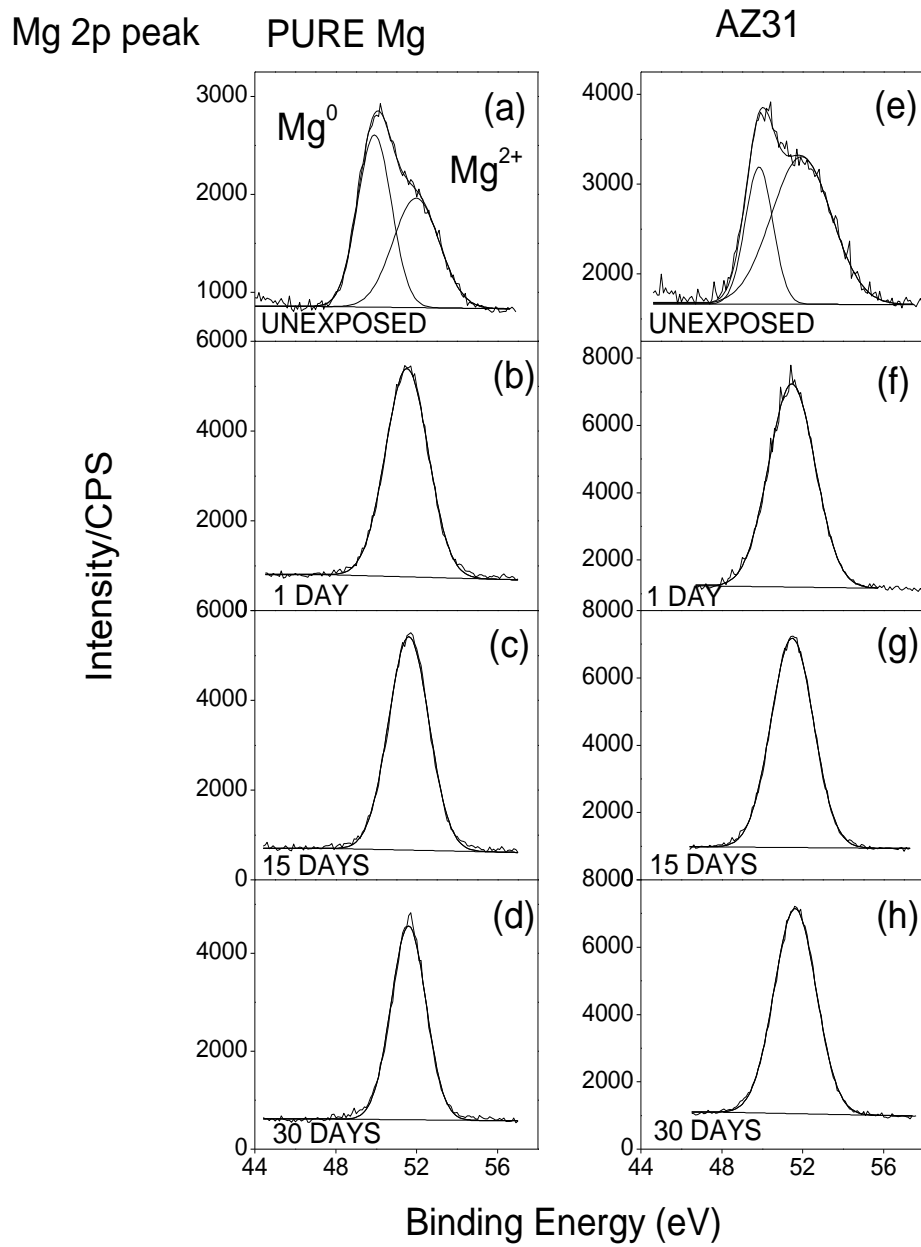 Mg 2p peak
PURE Mg
AZ31
Intensity/CPS
3000
2000
1000
(a)
Mg⁰
Mg²⁺
UNEXPOSED
4000
3000
2000
(e)
UNEXPOSED
6000
4000
2000
(b)
1 DAY
8000
6000
4000
2000
0
(f)
1 DAY
6000
4000
2000
0
(c)
15 DAYS
8000
6000
4000
2000
(g)
15 DAYS
0
4000
2000
0
(d)
30 DAYS
8000
6000
4000
2000
0
(h)
30 DAYS
44 48 52 56
44 48 52 56
Binding Energy (eV)